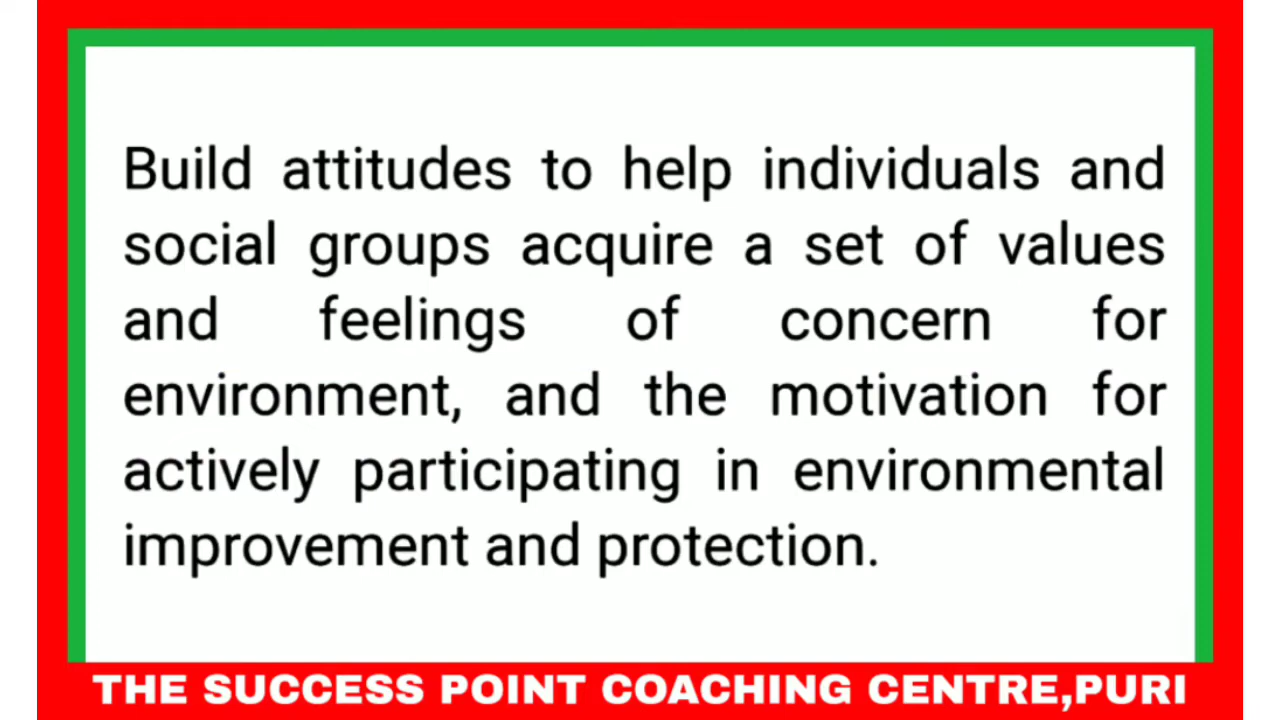 Build attitudes to help individuals and
social groups acquire a set of values
and feelings of concern for
environment, and the motivation for
actively participating in environmental
improvement and protection.
THE SUCCESS POINT COACHING CENTRE,PURI